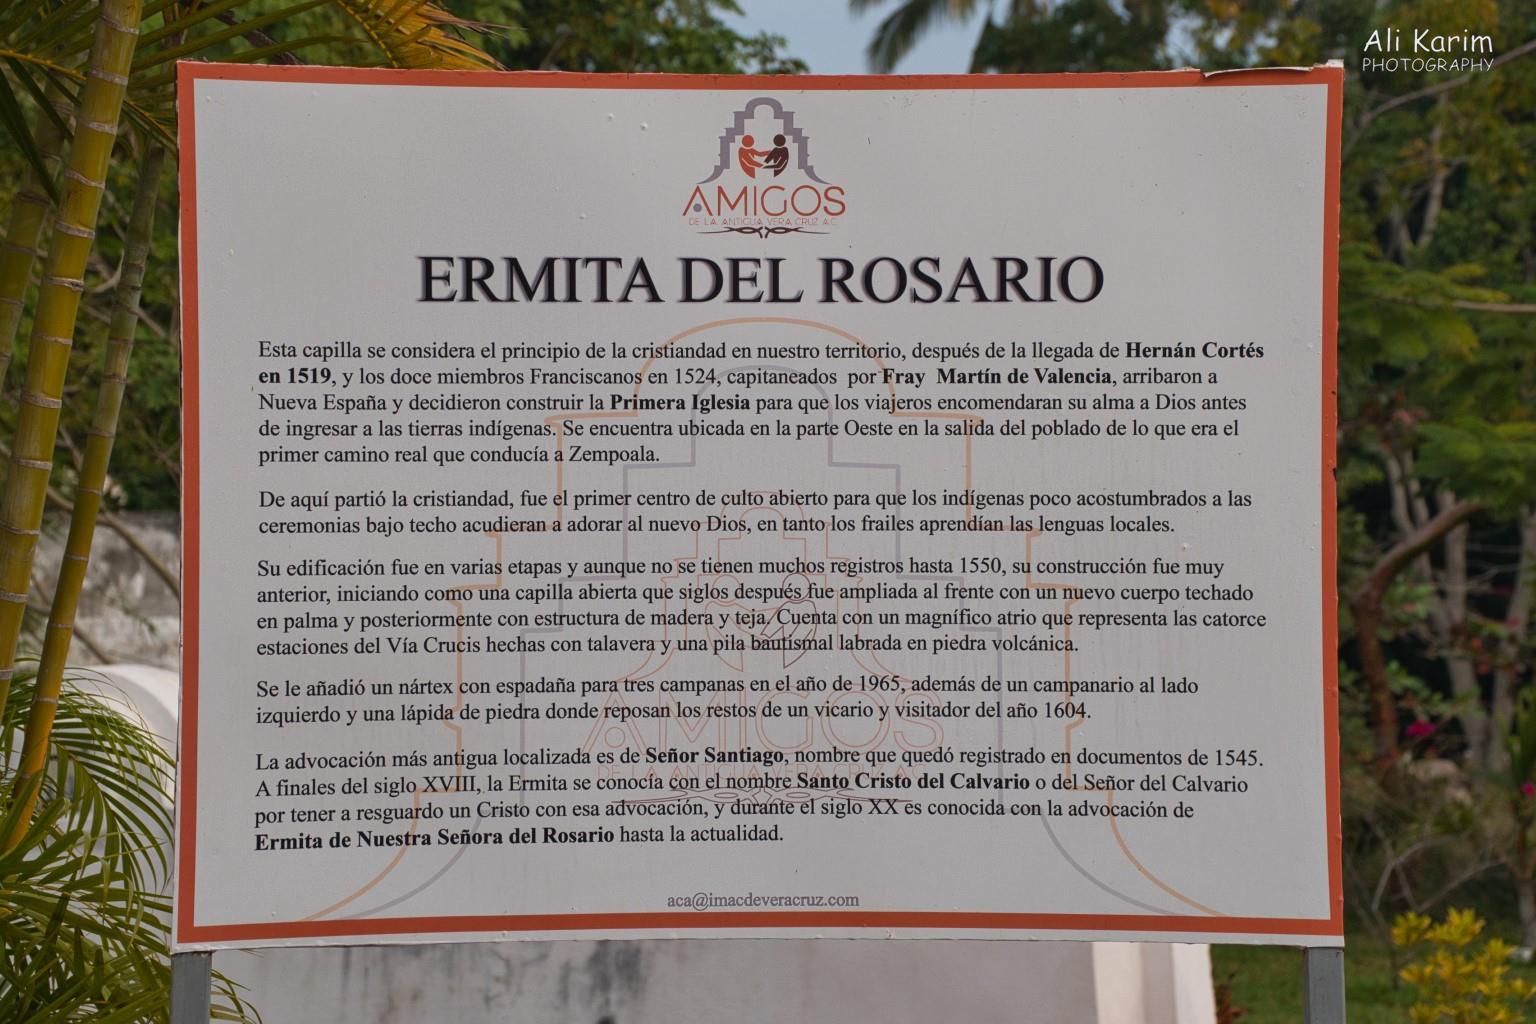 Ali Karim
PHOTOGRAPHY
AMIGOS
DE LA ANTIGUA VERA CRUZ A.C.
ERMITA DEL ROSARIO
Esta capilla se considera el principio de la cristiandad en nuestro territorio, después de la llegada de Hernán Cortés
en 1519, y los doce miembros Franciscanos en 1524, capitaneados por Fray Martín de Valencia, arribaron a
Nueva España y decidieron construir la Primera Iglesia para que los viajeros encomendaran su alma a Dios antes
de ingresar a las tierras indígenas. Se encuentra ubicada en la parte Oeste en la salida del poblado de lo que era el
primer camino real que conducía a Zempoala.
De aquí partió la cristiandad, fue el primer centro de culto abierto para que los indígenas poco acostumbrados a las
ceremonias bajo techo acudieran a adorar al nuevo Dios, en tanto los frailes aprendían las lenguas locales.
Su edificación fue en varias etapas y aunque no se tienen muchos registros hasta 1550, su construcción fue muy
anterior, iniciando como una capilla abierta que siglos después fue ampliada al frente con un nuevo cuerpo techado
en palma y posteriormente con estructura de madera y teja. Cuenta con un magnífico atrio que representa las catorce
estaciones del Vía Crucis hechas con talavera y una pila bautismal labrada en piedra volcánica.
Se le añadió un nártex con espadaña para tres campanas en el año de 1965, además de un campanario al lado
izquierdo y una lápida de piedra donde reposan los restos de un vicario y visitador del año 1604.
La advocación más antigua localizada es de Señor Santiago, nombre que quedó registrado en documentos de 1545.
A finales del siglo XVIII, la Ermita se conocía con el nombre Santo Cristo del Calvario o del Señor del Calvario
por tener a resguardo un Cristo con esa advocación, y durante el siglo XX es conocida con la advocación de
Ermita de Nuestra Señora del Rosario hasta la actualidad.
AMIGOS
DE LA ANTIGUA VERA CRUZ A.C.
aca@imacdeveracruz.com